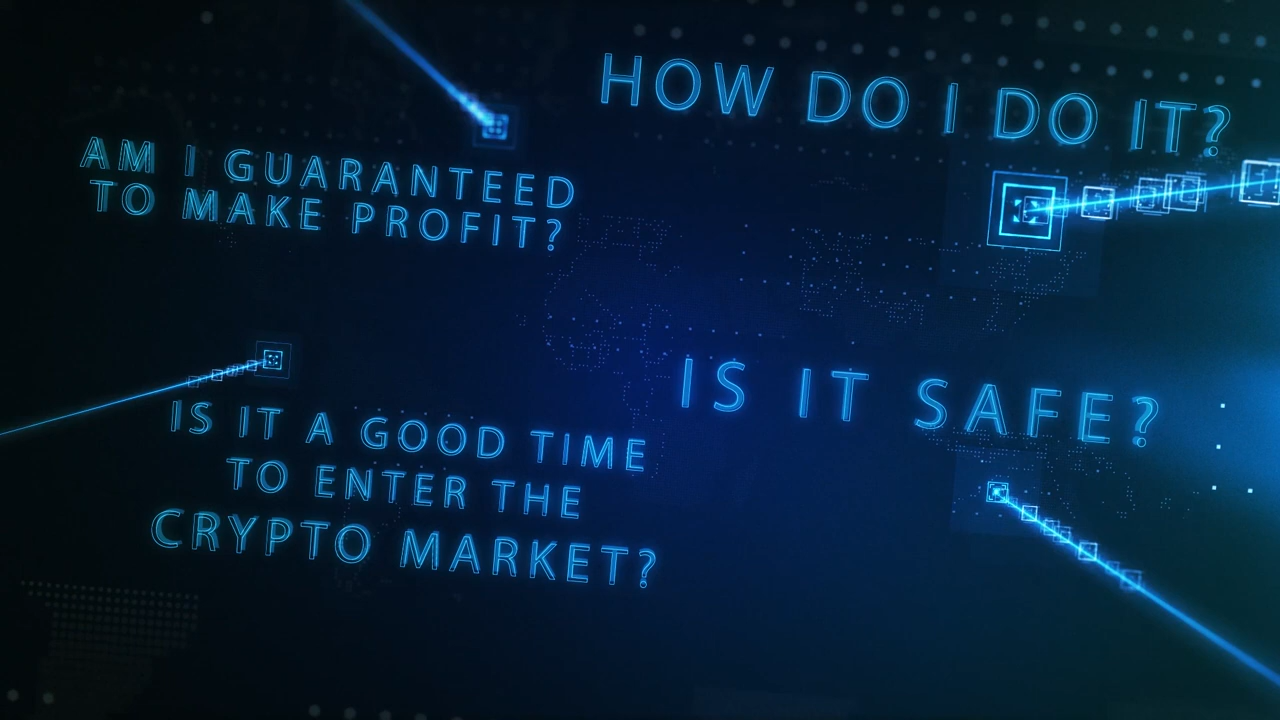 HOW DO I DO IT?
AM I GUARANTEED
TO MAKE PROFIT?
IS IT SAFE?
IS IT A GOOD TIME
TO ENTER THE
CRYPTO MARKET?